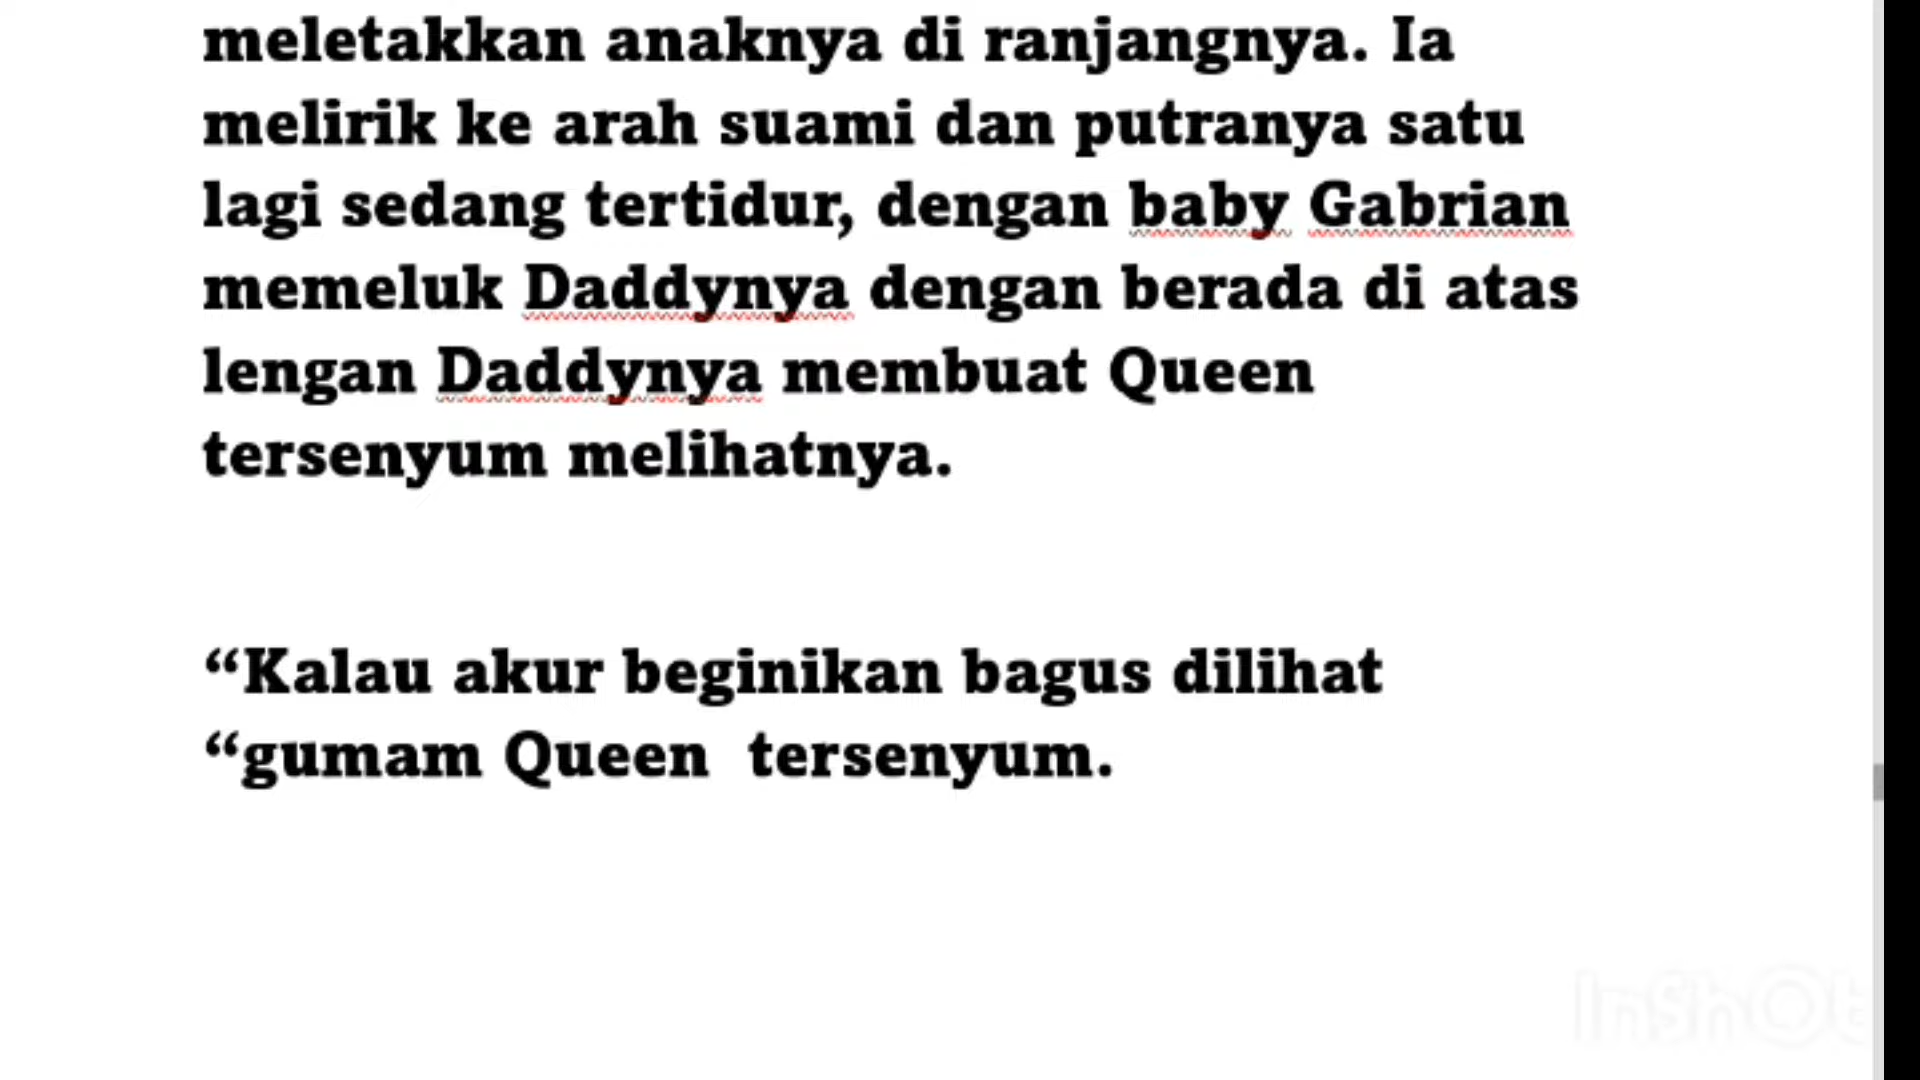 meletakkan anaknya di ranjangnya. Ia
melirik ke arah suami dan putranya satu
lagi sedang tertidur, dengan baby Gabrian
memeluk Daddynya dengan berada di atas
lengan Daddynya membuat Queen
tersenyum melihatnya.
“Kalau akur beginikan bagus dilihat
“gumam Queen  tersenyum.
InShOt